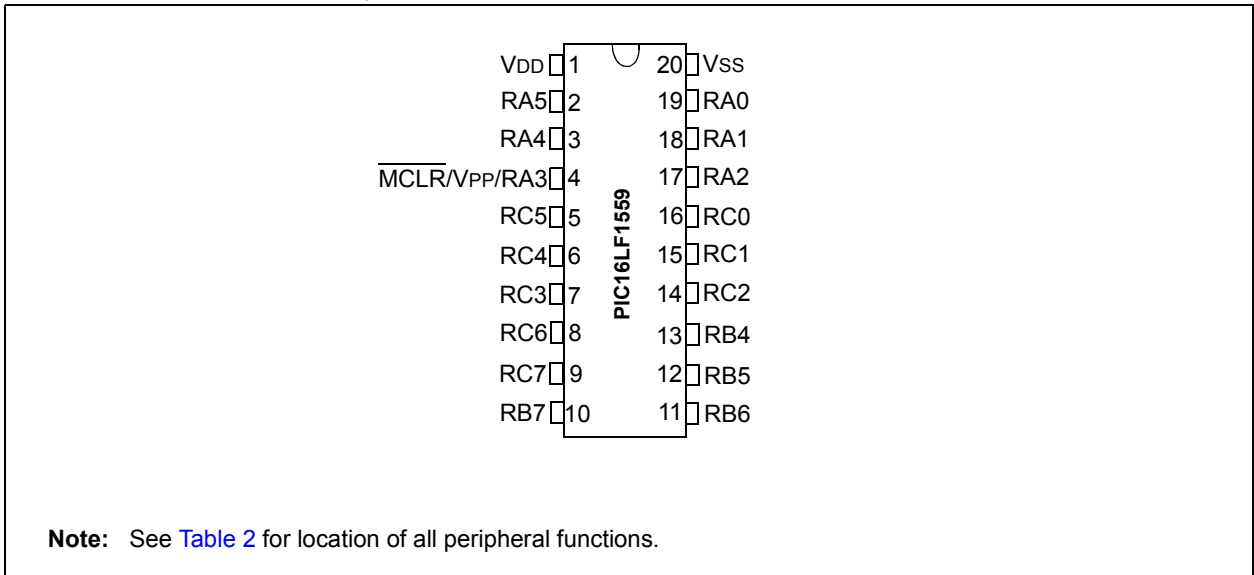 VDD 1 20 VSS
RA5 2 19 RA0
RA4 3 18 RA1
MCLR/VPP/RA3 4 17 RA2
RC5 5 16 RC0
RC4 6 15 RC1
RC3 7 14 RC2
RC6 8 13 RB4
RC7 9 12 RB5
RB7 10 11 RB6
PIC16LF1559
Note: See Table 2 for location of all peripheral functions.